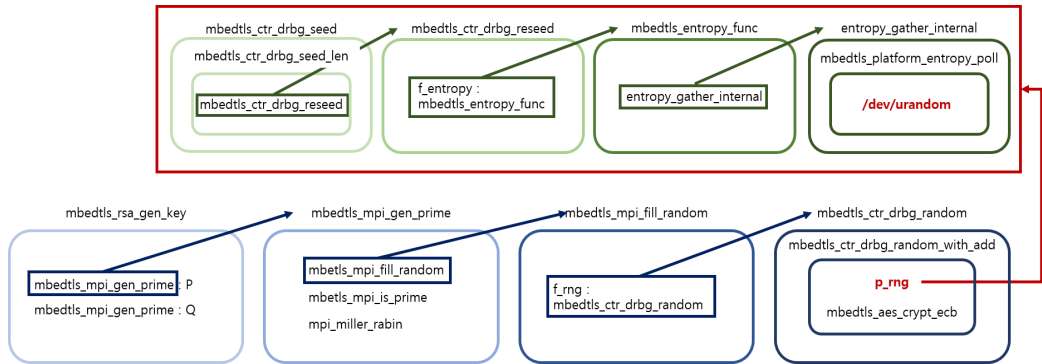 mbedtls_ctr_drbg_seed
mbedtls_ctr_drbg_seed_len
mbedtls_ctr_drbg_reseed
mbedtls_ctr_drbg_reseed
f_entropy :
mbedtls_entropy_func
mbedtls_entropy_func
entropy_gather_internal
entropy_gather_internal
mbedtls_platform_entropy_poll
/dev/urandom
mbedtls_rsa_gen_key
mbedtls_mpi_gen_prime : P
mbedtls_mpi_gen_prime : Q
mbedtls_mpi_gen_prime
mbetls_mpi_fill_random
mbetls_mpi_is_prime
mpi_miller_rabin
mbedtls_mpi_fill_random
f_rng :
mbedtls_ctr_drbg_random
mbedtls_ctr_drbg_random
mbedtls_ctr_drbg_random_with_add
p_rng
mbedtls_aes_crypt_ecb